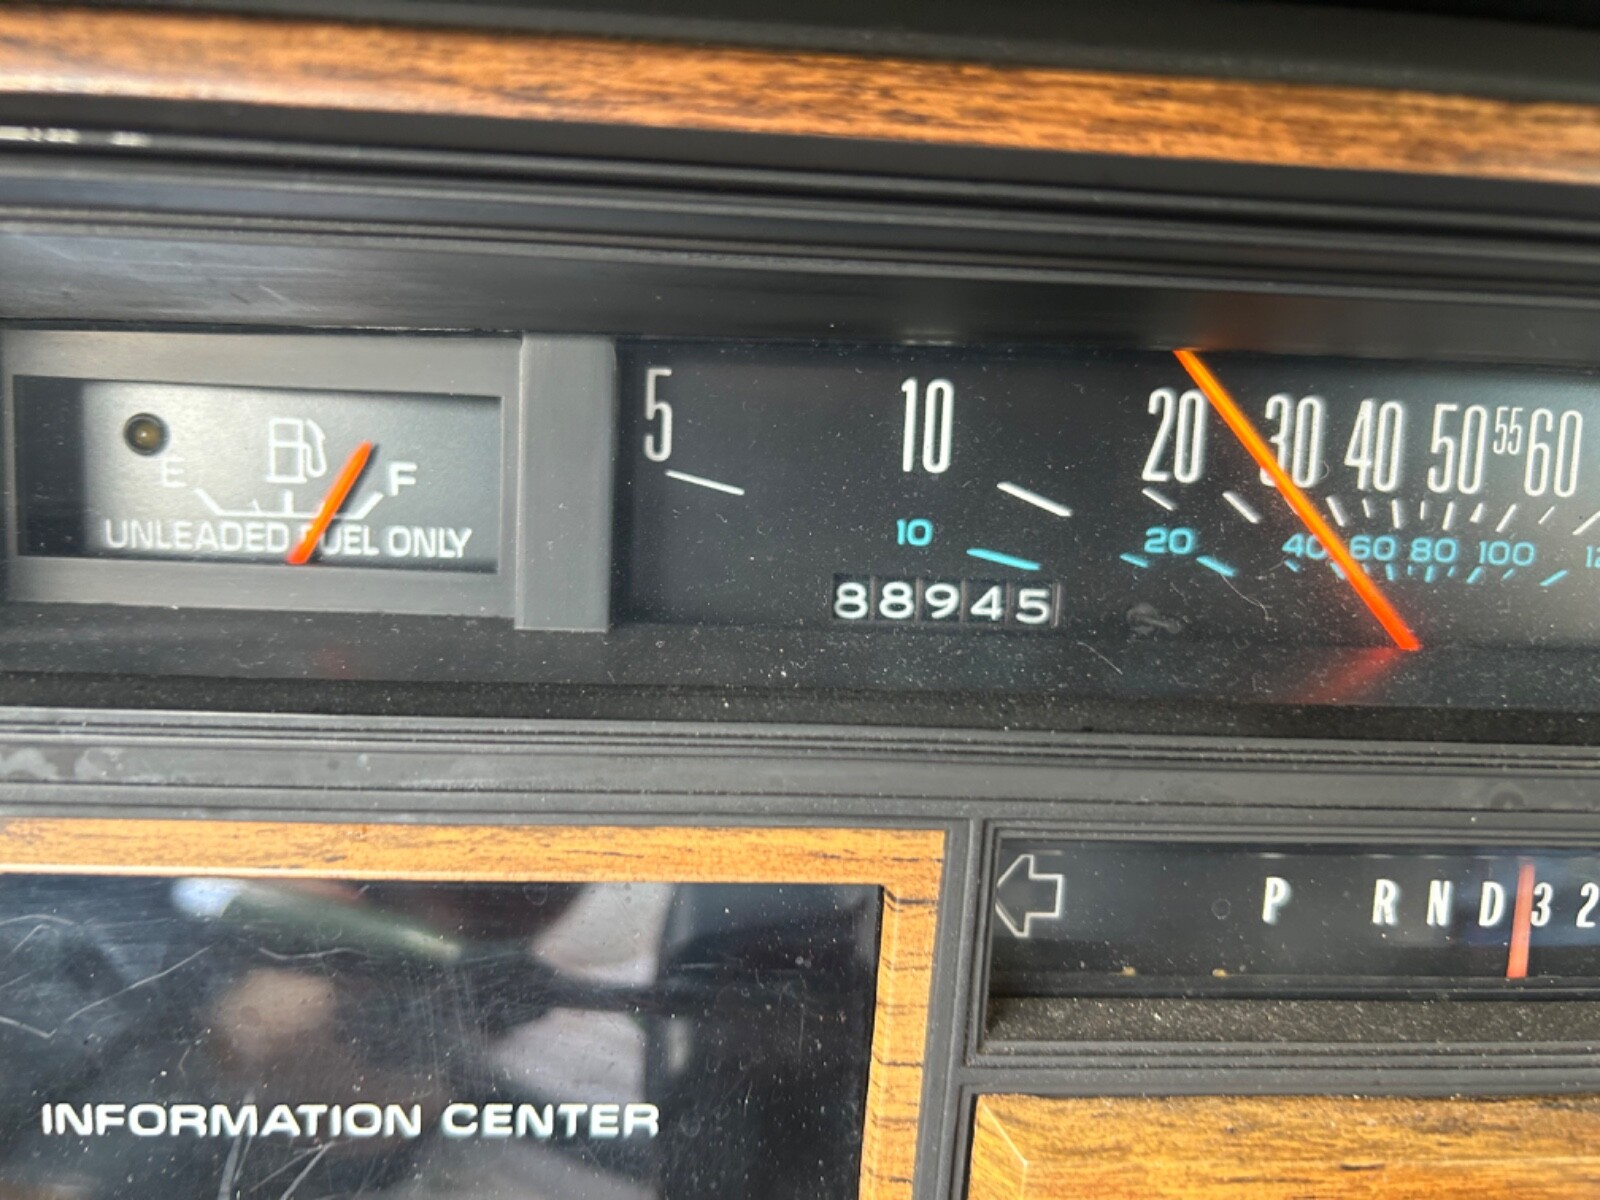 E F
UNLEADED FUEL ONLY
5 10 20 30 40 50 55 60
10 20 40 60 80 100
88945
P R N D 3 2
INFORMATION CENTER